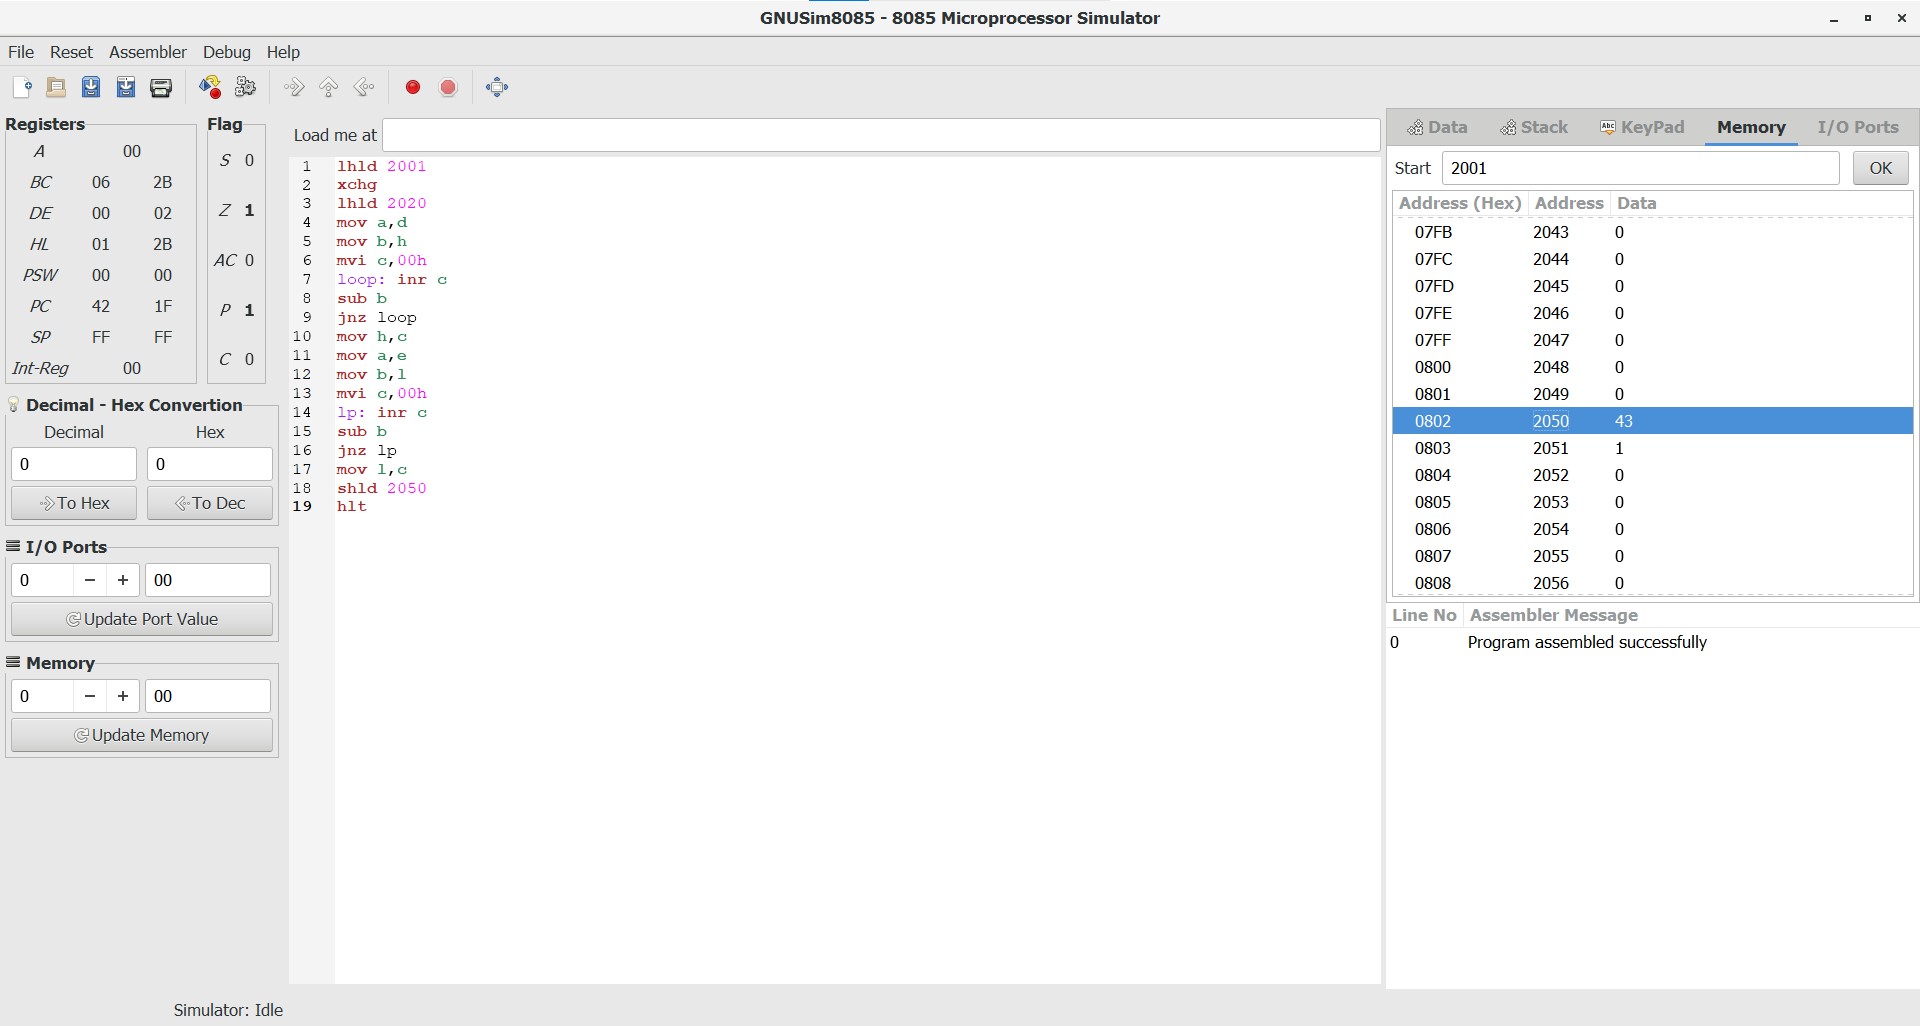 GNUSim8085 - 8085 Microprocessor Simulator
File Reset Assembler Debug Help
Registers
A 00
BC 06 2B
DE 00 02
HL 01 2B
PSW 00 00
PC 42 1F
SP FF FF
Int-Reg 00
Flag
S 0
Z 1
AC 0
P 1
C 0
Decimal - Hex Convertion
Decimal Hex
0 0
To Hex To Dec
I/O Ports
0 − + 00
Update Port Value
Memory
0 − + 00
Update Memory
Load me at
1 lhld 2001
2 xchg
3 lhld 2020
4 mov a,d
5 mov b,h
6 mvi c,00h
7 loop: inr c
8 sub b
9 jnz loop
10 mov h,c
11 mov a,e
12 mov b,l
13 mvi c,00h
14 lp: inr c
15 sub b
16 jnz lp
17 mov l,c
18 shld 2050
19 hlt
Data Stack Abc KeyPad Memory I/O Ports
Start 2001 OK
Address (Hex) Address Data
07FB 2043 0
07FC 2044 0
07FD 2045 0
07FE 2046 0
07FF 2047 0
0800 2048 0
0801 2049 0
0802 2050 43
0803 2051 1
0804 2052 0
0805 2053 0
0806 2054 0
0807 2055 0
0808 2056 0
Line No Assembler Message
0 Program assembled successfully
Simulator: Idle